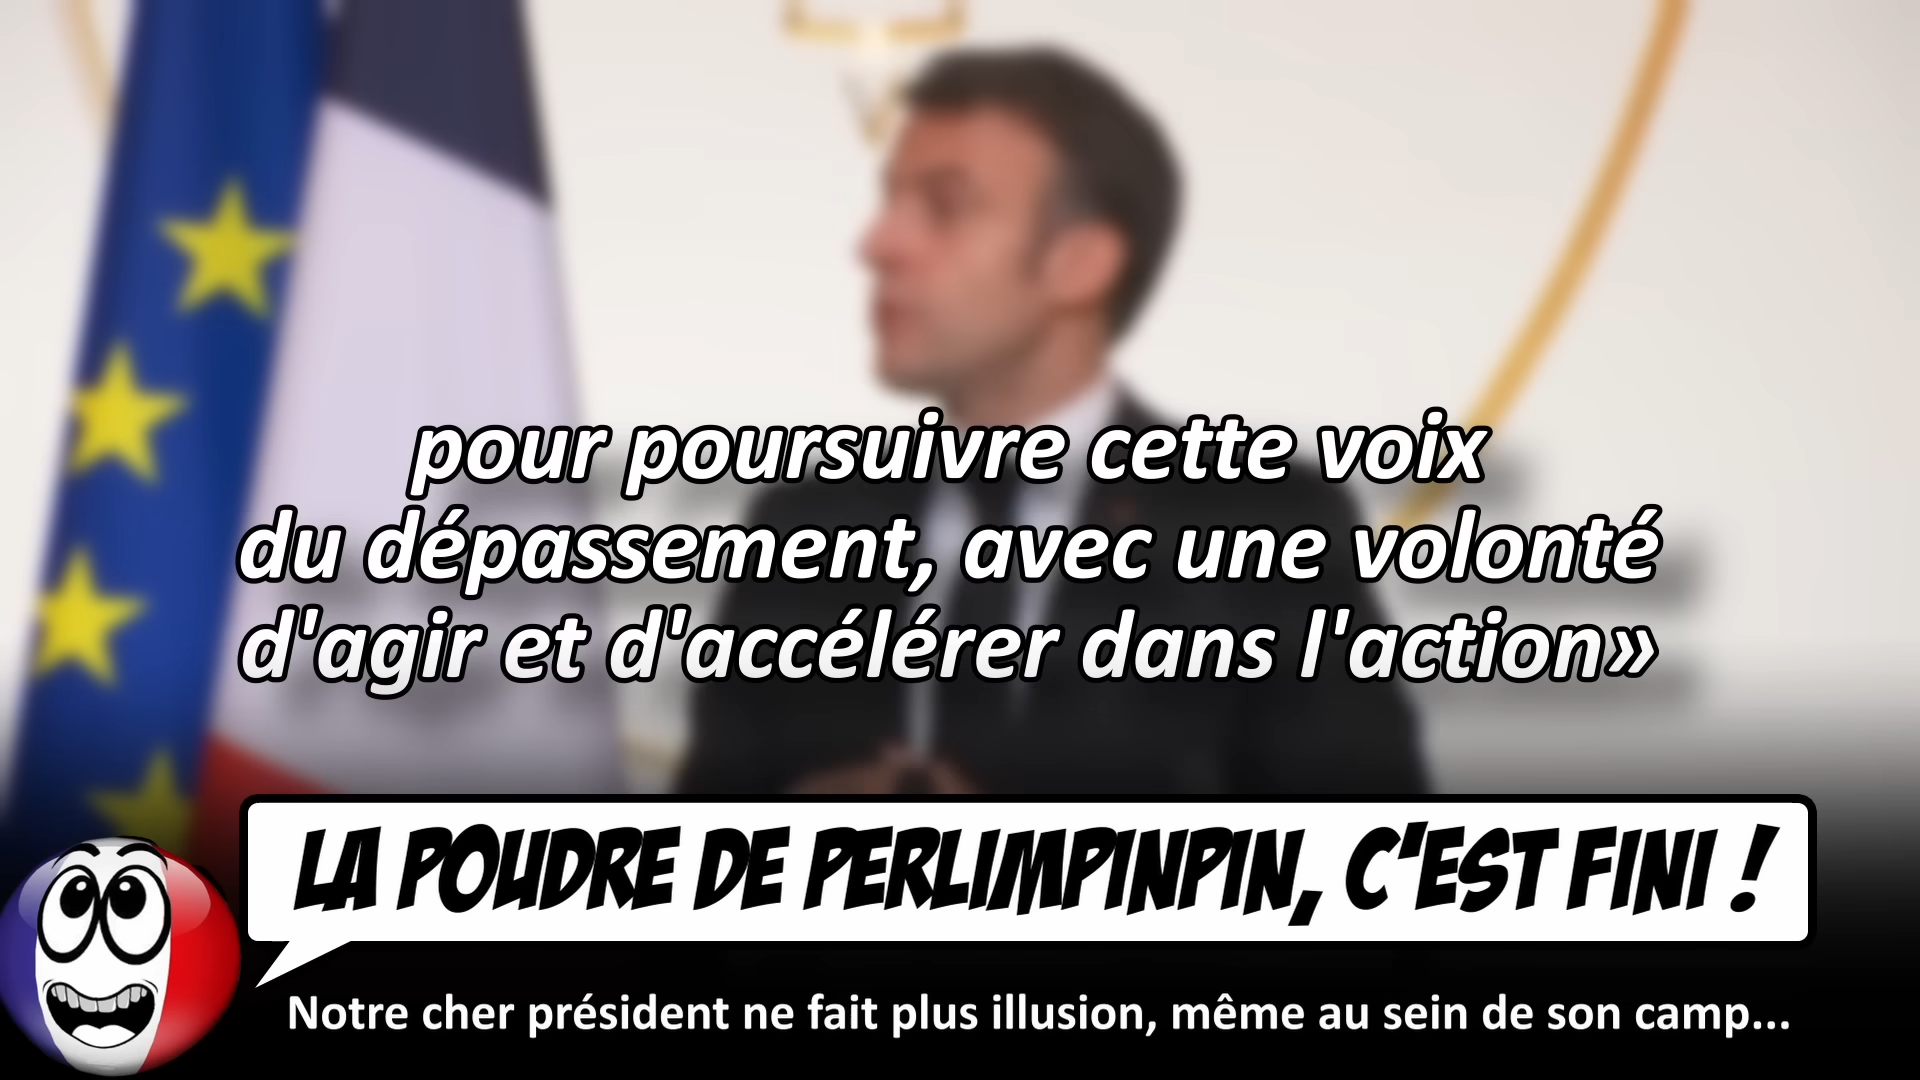 pour poursuivre cette voix
du dépassement, avec une volonté
d'agir et d'accélérer dans l'action»
LA POUDRE DE PERLIMPINPIN, C'EST FINI !
Notre cher président ne fait plus illusion, même au sein de son camp...